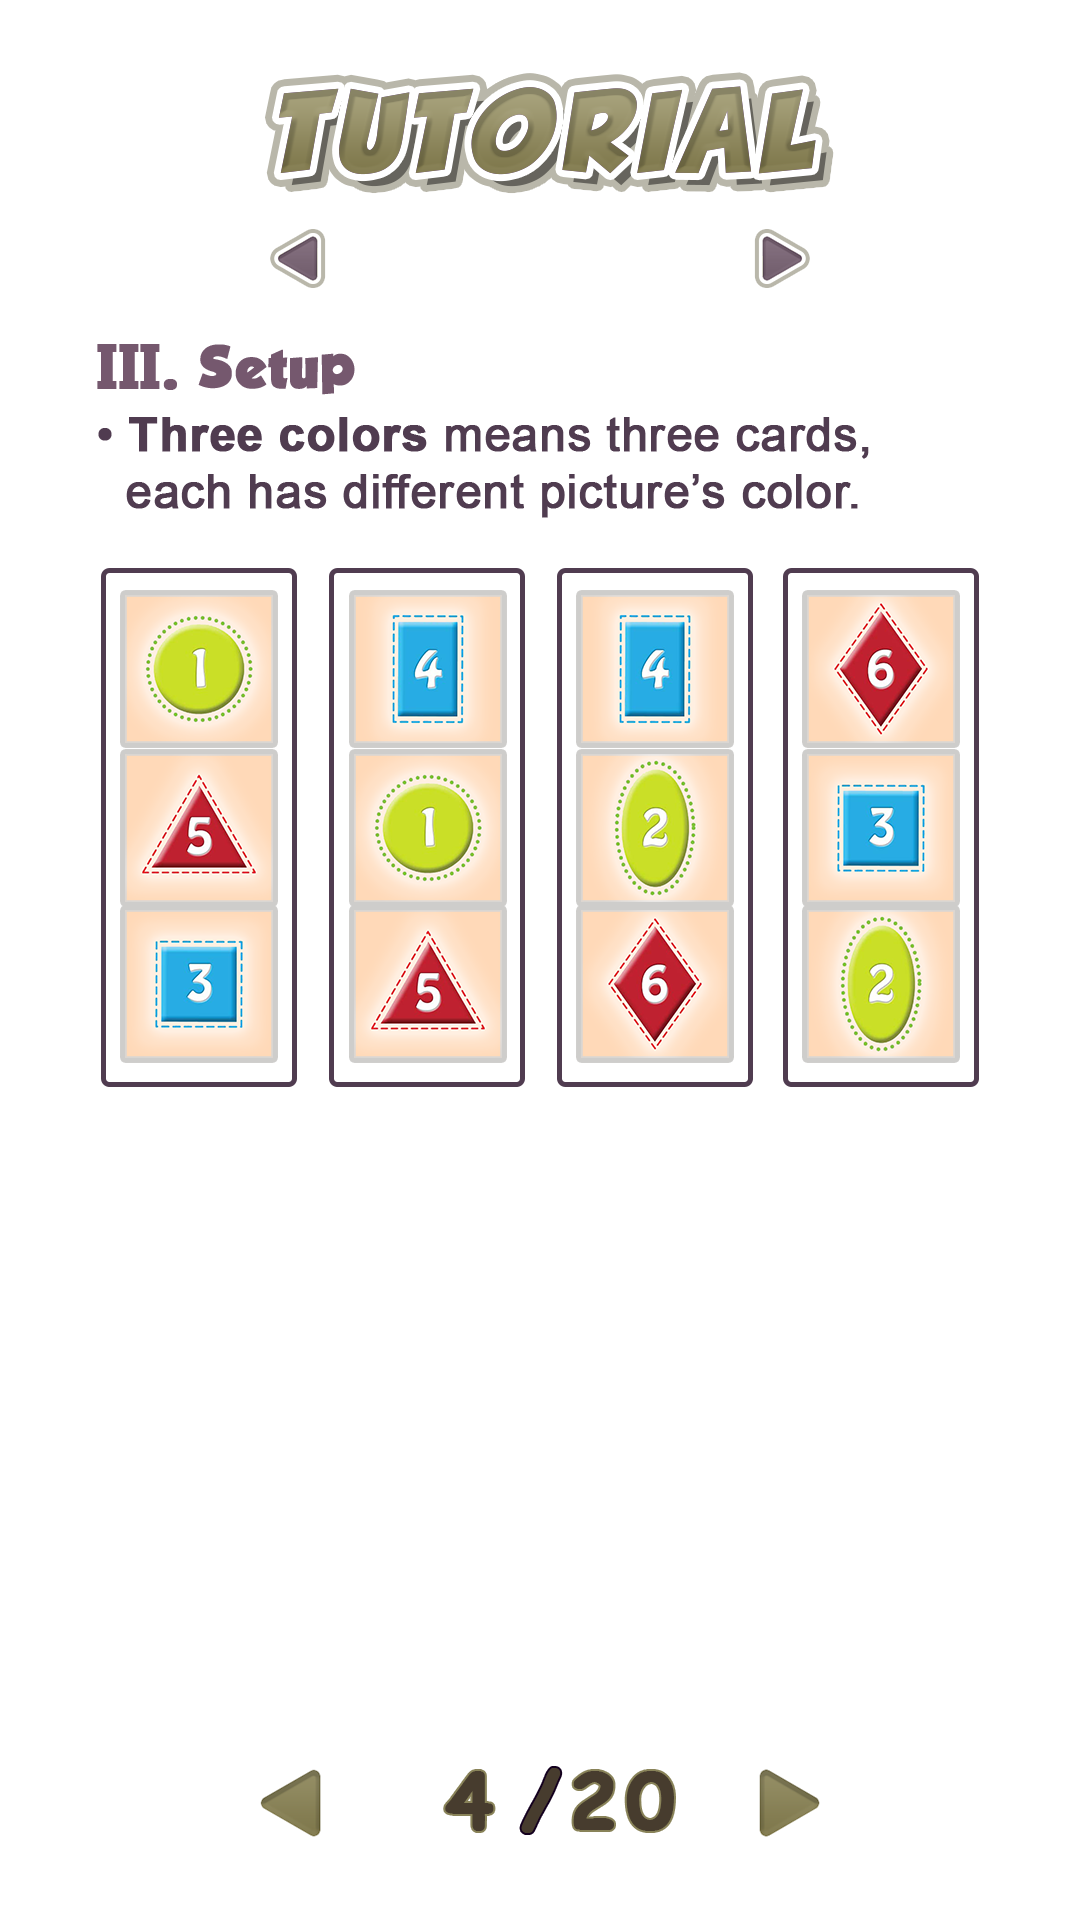 TUTORIAL
III. Setup
• Three colors means three cards,
each has different picture’s color.
1 4 4 6
5 1 2 3
3 5 6 2
4 /20